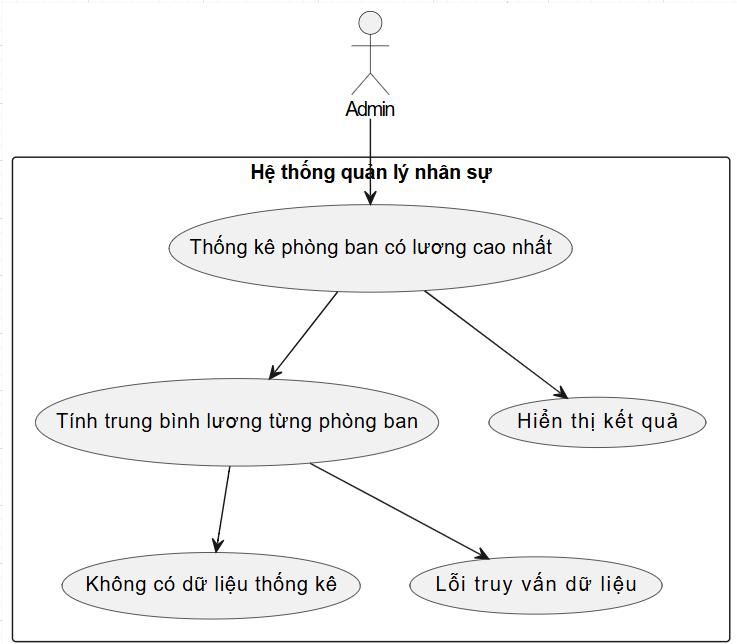 Admin
Hệ thống quản lý nhân sự
Thống kê phòng ban có lương cao nhất
Tính trung bình lương từng phòng ban
Hiển thị kết quả
Không có dữ liệu thống kê
Lỗi truy vấn dữ liệu